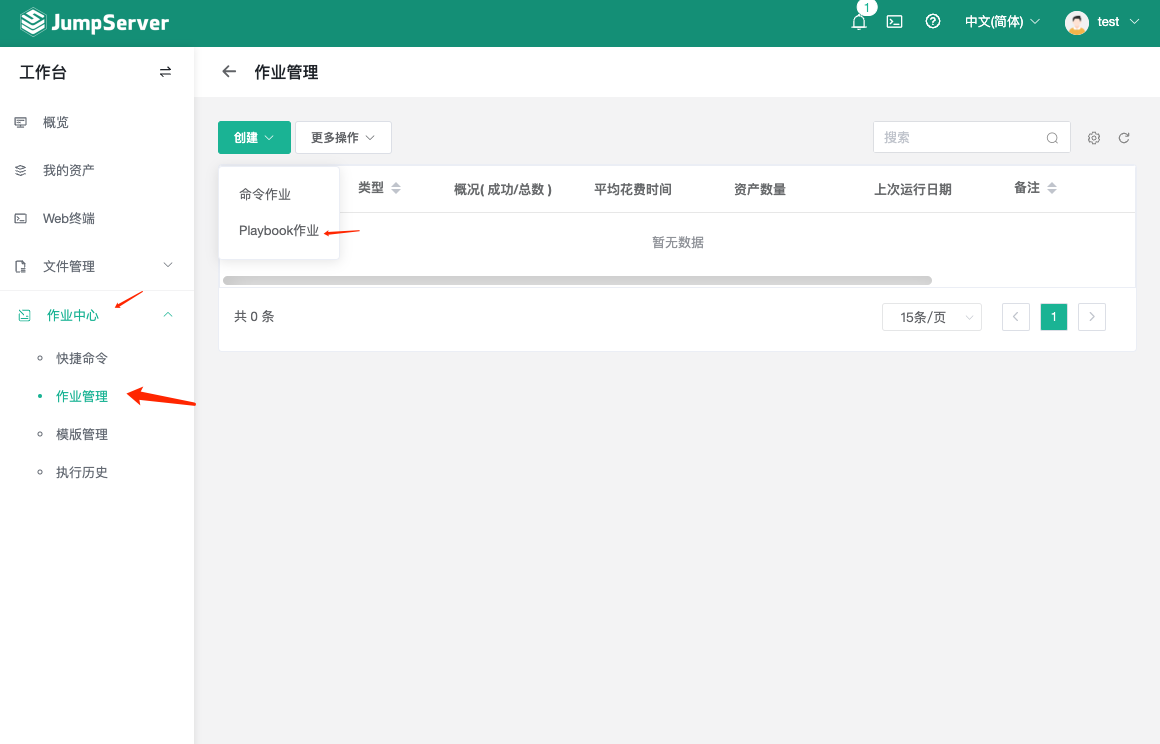 JumpServer
1
中文(简体)
test
工作台
作业管理
概览
我的资产
Web终端
文件管理
作业中心
快捷命令
作业管理
模版管理
执行历史
创建
更多操作
搜索
命令作业
Playbook作业
类型
概况( 成功/总数 )
平均花费时间
资产数量
上次运行日期
备注
暂无数据
共 0 条
15条/页
1